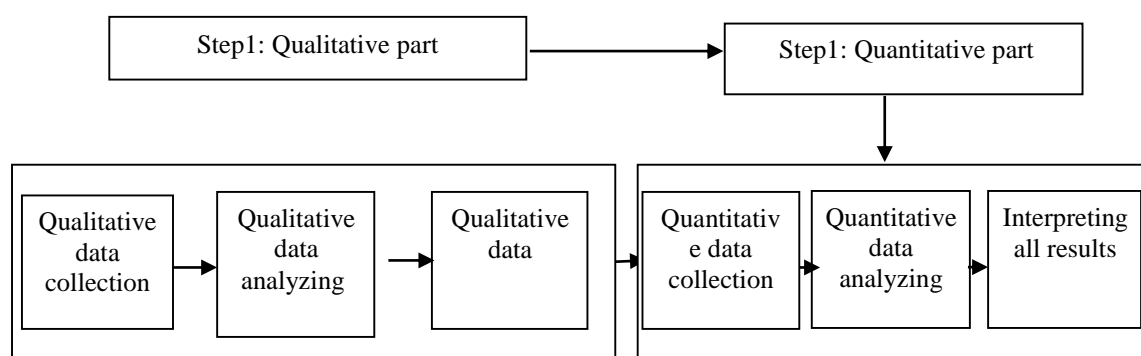 Step1: Qualitative part
Step1: Quantitative part
Qualitative
data
collection
Qualitative
data
analyzing
Qualitative
data
Quantitativ
e data
collection
Quantitative
data
analyzing
Interpreting
all results